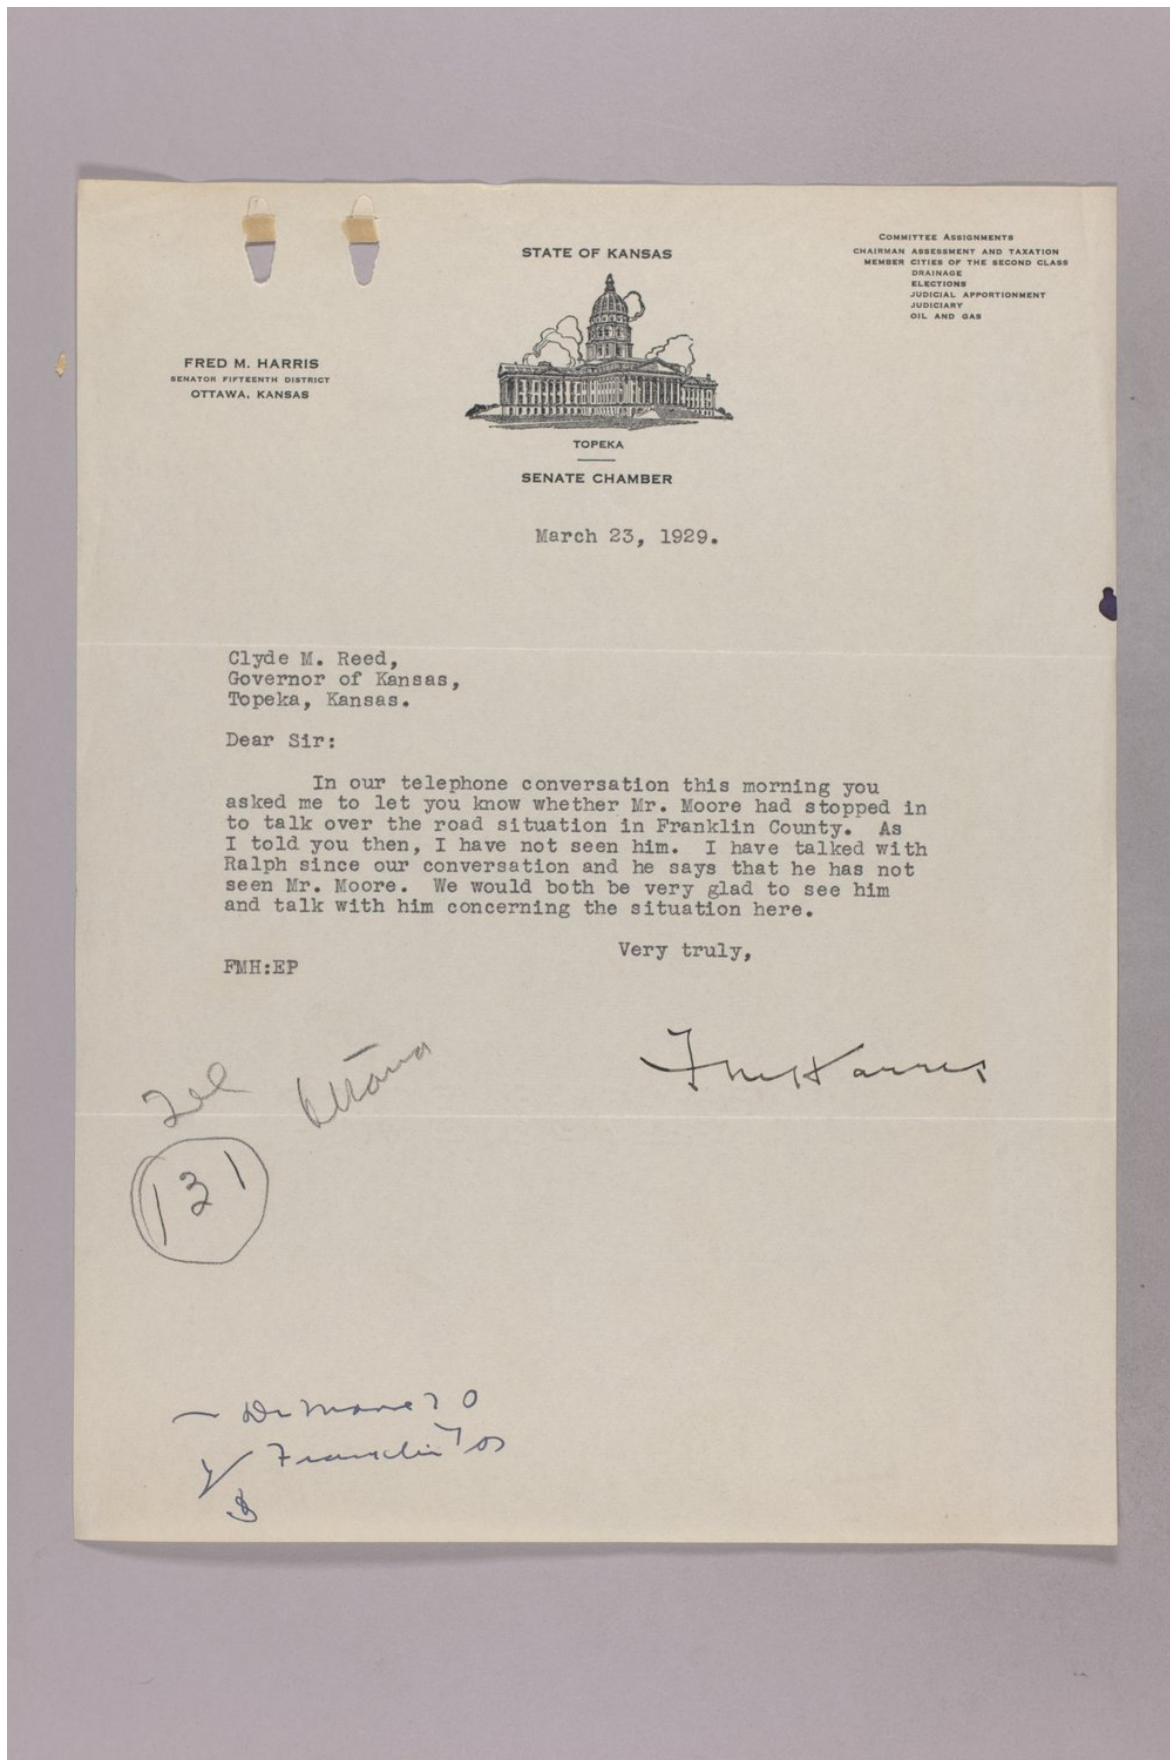 STATE OF KANSAS
COMMITTEE ASSIGNMENTS
CHAIRMAN ASSESSMENT AND TAXATION
MEMBER CITIES OF THE SECOND CLASS
DRAINAGE
ELECTIONS
JUDICIAL APPORTIONMENT
JUDICIARY
OIL AND GAS
FRED M. HARRIS
SENATOR FIFTEENTH DISTRICT
OTTAWA, KANSAS
TOPEKA
SENATE CHAMBER
March 23, 1929.
Clyde M. Reed,
Governor of Kansas,
Topeka, Kansas.
Dear Sir:
In our telephone conversation this morning you
asked me to let you know whether Mr. Moore had stopped in
to talk over the road situation in Franklin County. As
I told you then, I have not seen him. I have talked with
Ralph since our conversation and he says that he has not
seen Mr. Moore. We would both be very glad to see him
and talk with him concerning the situation here.
Very truly,
FMH:EP
F M Harris
Tel Ottawa
131
Franklin